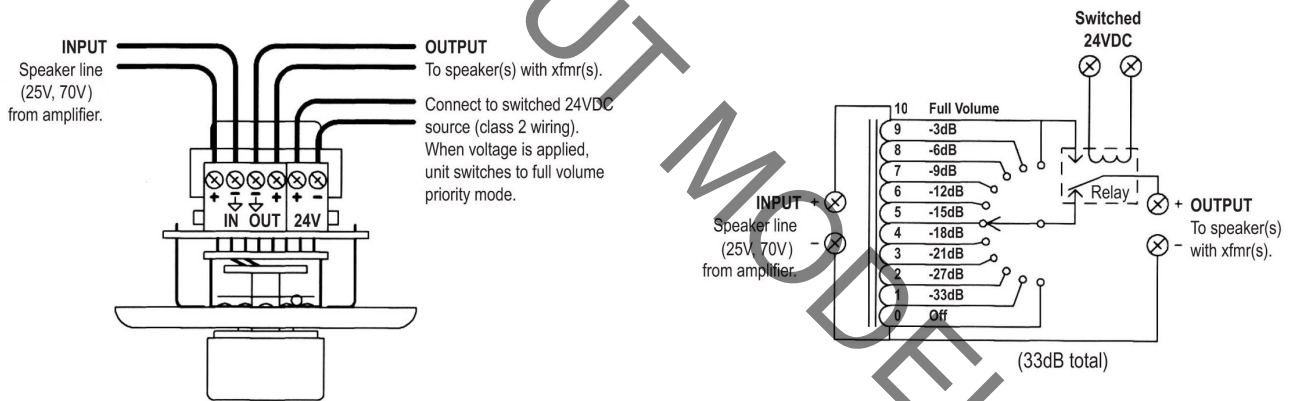 INPUT
Speaker line
(25V, 70V)
from amplifier.
OUTPUT
To speaker(s) with xfmr(s).
Connect to switched 24VDC
source (class 2 wiring).
When voltage is applied,
unit switches to full volume
priority mode.
+ - - + + -
IN OUT 24V
Switched
24VDC
10 Full Volume
9 -3dB
8 -6dB
7 -9dB
6 -12dB
5 -15dB
4 -18dB
3 -21dB
2 -27dB
1 -33dB
0 Off
(33dB total)
Relay
INPUT +
Speaker line
(25V, 70V) −
from amplifier.
+ OUTPUT
To speaker(s)
− with xfmr(s).
UT MODE